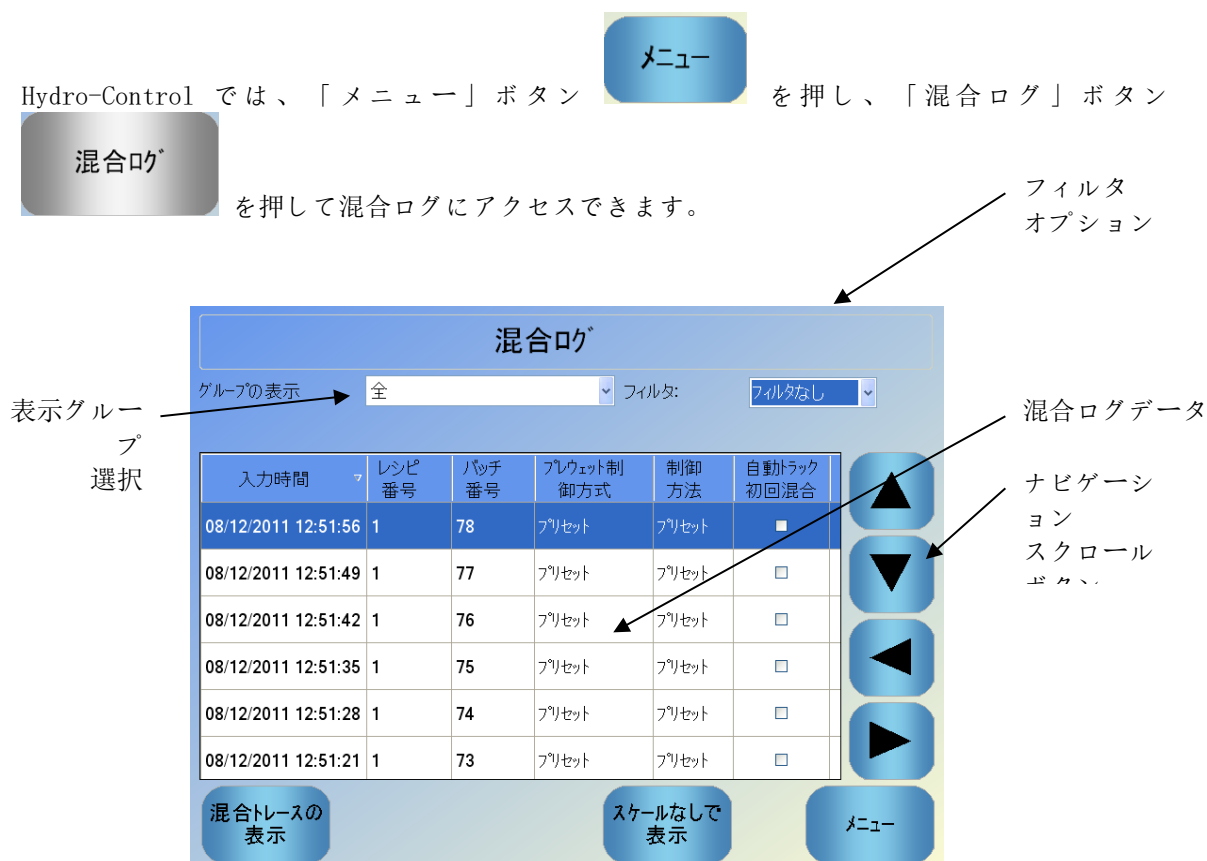 メニュー
Hydro-Control では、「メニュー」ボタン を押し、「混合ログ」ボタン
混合ログ
を押して混合ログにアクセスできます。
フィルタ
オプション
混合ログ
グループの表示 全 フィルタ: フィルタなし
表示グルー
プ
選択
混合ログデータ
ナビゲーシ
ョン
スクロール
ボタン
入力時間 レシピ番号 バッチ番号 プレウェット制御方式 制御方法 自動トラック初回混合
08/12/2011 12:51:56 1 78 プリセット プリセット
08/12/2011 12:51:49 1 77 プリセット プリセット
08/12/2011 12:51:42 1 76 プリセット プリセット
08/12/2011 12:51:35 1 75 プリセット プリセット
08/12/2011 12:51:28 1 74 プリセット プリセット
08/12/2011 12:51:21 1 73 プリセット プリセット
混合トレースの
表示
スケールなしで
表示
メニュー